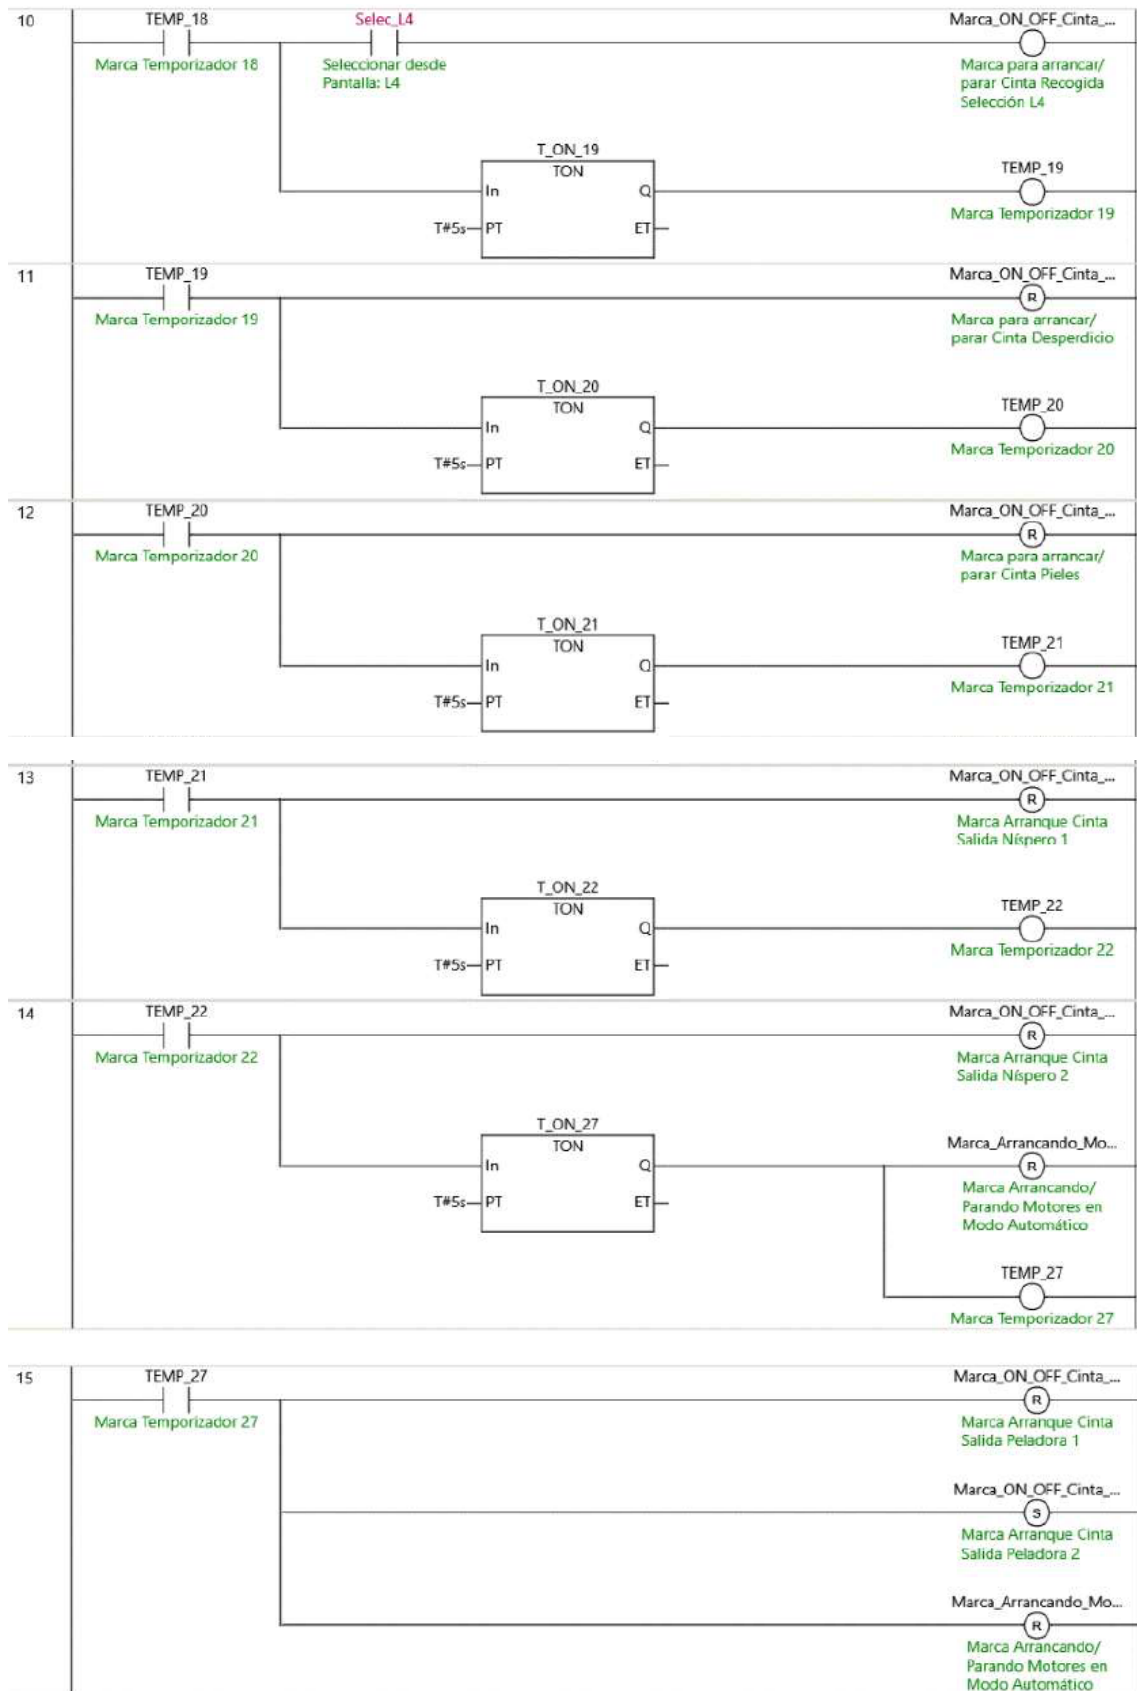 10
TEMP_18
Selec_L4
Marca_ON_OFF_Cinta_...
Marca Temporizador 18
Seleccionar desde
Pantalla: L4
Marca para arrancar/
parar Cinta Recogida
Selección L4
T_ON_19
TON
TEMP_19
In
Q
Marca Temporizador 19
T#5s
PT
ET
11
TEMP_19
Marca_ON_OFF_Cinta_...
R
Marca Temporizador 19
Marca para arrancar/
parar Cinta Desperdicio
T_ON_20
TON
TEMP_20
In
Q
Marca Temporizador 20
T#5s
PT
ET
12
TEMP_20
Marca_ON_OFF_Cinta_...
R
Marca Temporizador 20
Marca para arrancar/
parar Cinta Pieles
T_ON_21
TON
TEMP_21
In
Q
Marca Temporizador 21
T#5s
PT
ET
13
TEMP_21
Marca_ON_OFF_Cinta_...
R
Marca Temporizador 21
Marca Arranque Cinta
Salida Níspero 1
T_ON_22
TON
TEMP_22
In
Q
Marca Temporizador 22
T#5s
PT
ET
14
TEMP_22
Marca_ON_OFF_Cinta_...
R
Marca Temporizador 22
Marca Arranque Cinta
Salida Níspero 2
T_ON_27
TON
Marca_Arrancando_Mo...
In
Q
R
Marca Arrancando/
Parando Motores en
Modo Automático
T#5s
PT
ET
TEMP_27
Marca Temporizador 27
15
TEMP_27
Marca_ON_OFF_Cinta_...
R
Marca Temporizador 27
Marca Arranque Cinta
Salida Peladora 1
Marca_ON_OFF_Cinta_...
S
Marca Arranque Cinta
Salida Peladora 2
Marca_Arrancando_Mo...
R
Marca Arrancando/
Parando Motores en
Modo Automático